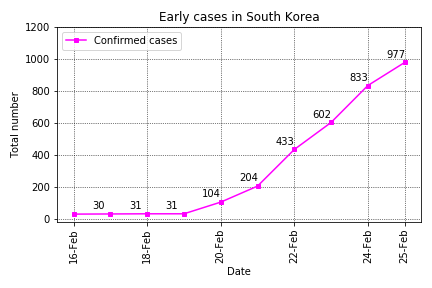 Early cases in South Korea
Confirmed cases
Total number
1200
1000
800
600
400
200
0
30
31
31
104
204
433
602
833
977
16-Feb
18-Feb
20-Feb
22-Feb
24-Feb
25-Feb
Date